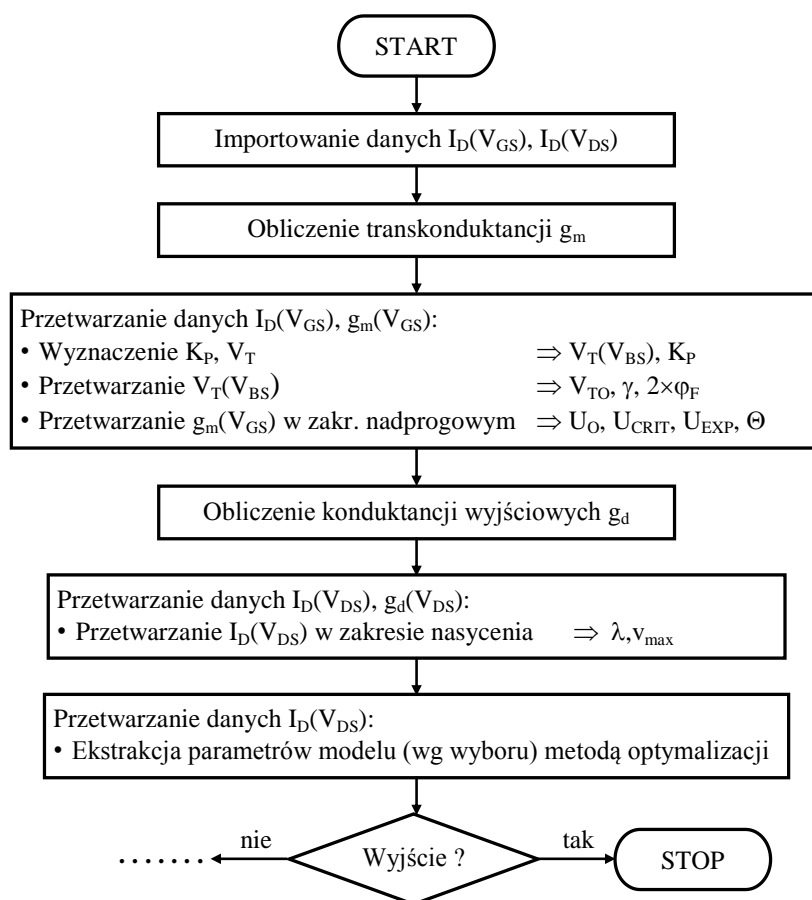 START
Importowanie danych I_D(V_GS), I_D(V_DS)
Obliczenie transkonduktancji g_m
Przetwarzanie danych I_D(V_GS), g_m(V_GS):
• Wyznaczenie K_P, V_T ⇒ V_T(V_BS), K_P
• Przetwarzanie V_T(V_BS) ⇒ V_TO, γ, 2×φ_F
• Przetwarzanie g_m(V_GS) w zakr. nadprogowym ⇒ U_O, U_CRIT, U_EXP, Θ
Obliczenie konduktancji wyjściowych g_d
Przetwarzanie danych I_D(V_DS), g_d(V_DS):
• Przetwarzanie I_D(V_DS) w zakresie nasycenia ⇒ λ,v_max
Przetwarzanie danych I_D(V_DS):
• Ekstrakcja parametrów modelu (wg wyboru) metodą optymalizacji
nie
tak
. . . . . . .
Wyjście ?
STOP